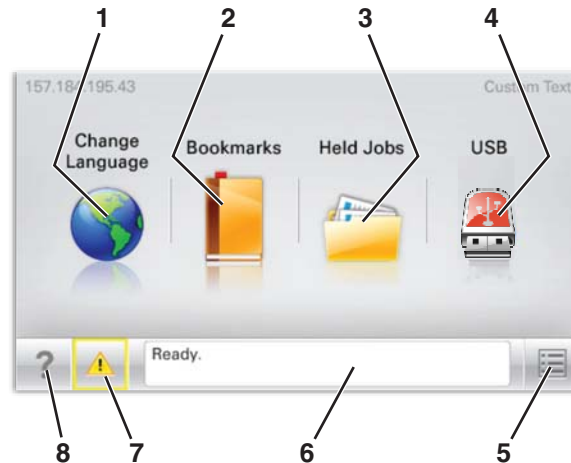 1 2 3 4
157.184.195.43 Custom Text
Change
Language
Bookmarks
Held Jobs
USB
?
Ready.
8 7 6 5